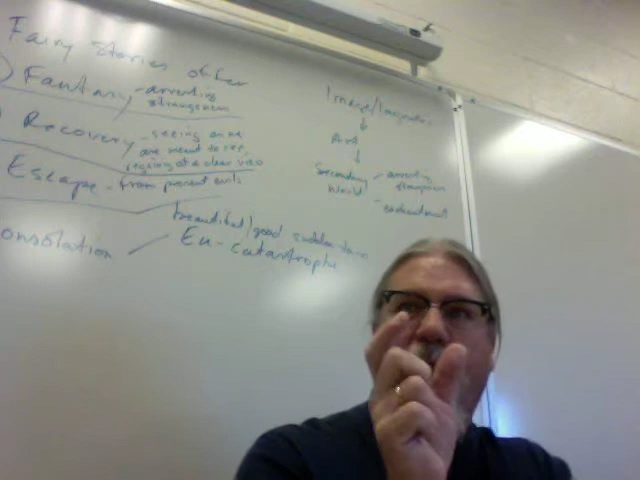 Fairy Stories offer
Fantasy - arresting
strangeness
Recovery - seeing as we
are meant to see,
regaining of a clear view
Escape - from present evils
beautiful/good sudden turn
onsolation — Eu-catastrophe
Image/Imagination
Art
Secondary
World
- arresting
strangeness
- enchantment